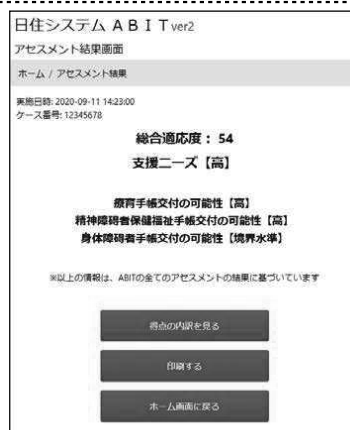 日住システム ＡＢＩＴver2
アセスメント結果画面
ホーム / アセスメント結果
実施日時: 2020-09-11 14:23:00
ケース番号: 12345678
総合適応度： 54
支援ニーズ【高】
療育手帳交付の可能性【高】
精神障碍者保健福祉手帳交付の可能性【高】
身体障碍者手帳交付の可能性【境界水準】
※以上の情報は、ABITの全てのアセスメントの結果に基づいています
得点の内訳を見る
印刷する
ホーム画面に戻る